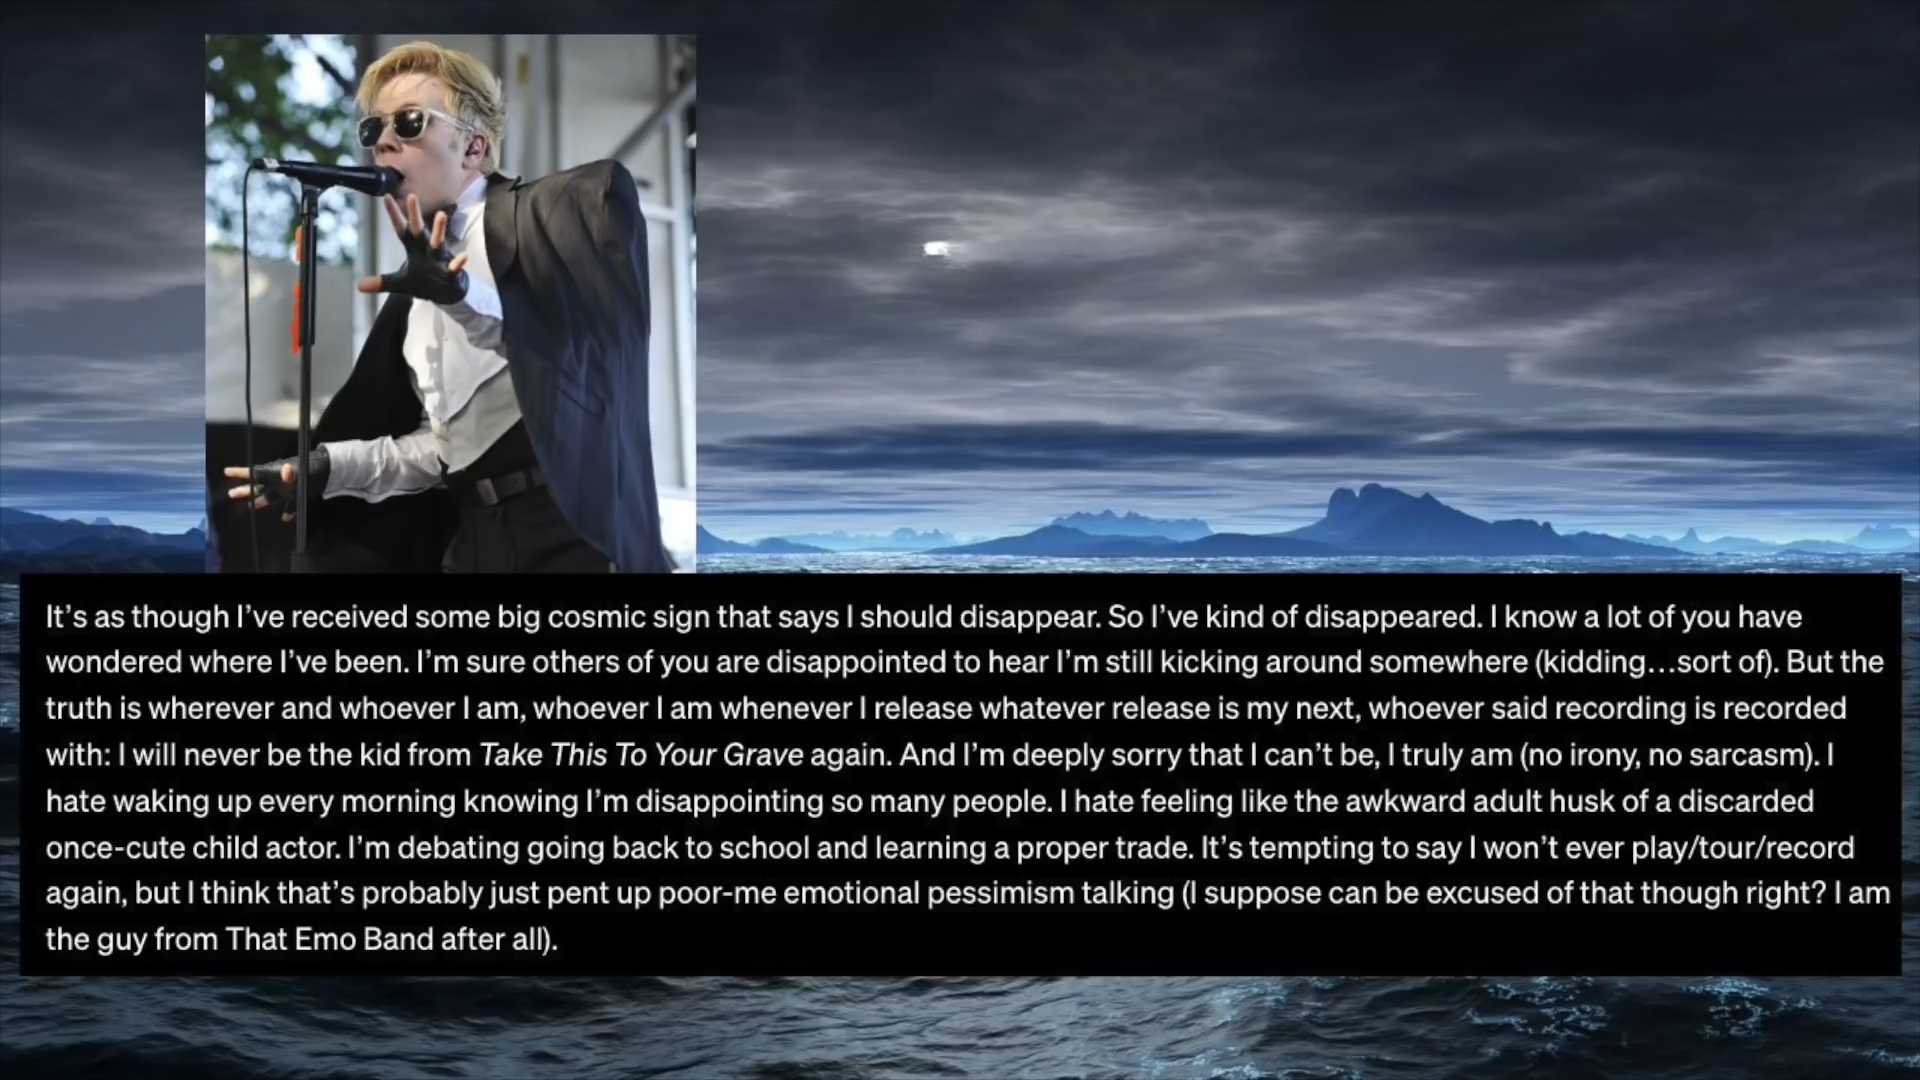 It’s as though I’ve received some big cosmic sign that says I should disappear. So I’ve kind of disappeared. I know a lot of you have
wondered where I’ve been. I’m sure others of you are disappointed to hear I’m still kicking around somewhere (kidding…sort of). But the
truth is wherever and whoever I am, whoever I am whenever I release whatever release is my next, whoever said recording is recorded
with: I will never be the kid from Take This To Your Grave again. And I’m deeply sorry that I can’t be, I truly am (no irony, no sarcasm). I
hate waking up every morning knowing I’m disappointing so many people. I hate feeling like the awkward adult husk of a discarded
once-cute child actor. I’m debating going back to school and learning a proper trade. It’s tempting to say I won’t ever play/tour/record
again, but I think that’s probably just pent up poor-me emotional pessimism talking (I suppose can be excused of that though right? I am
the guy from That Emo Band after all).